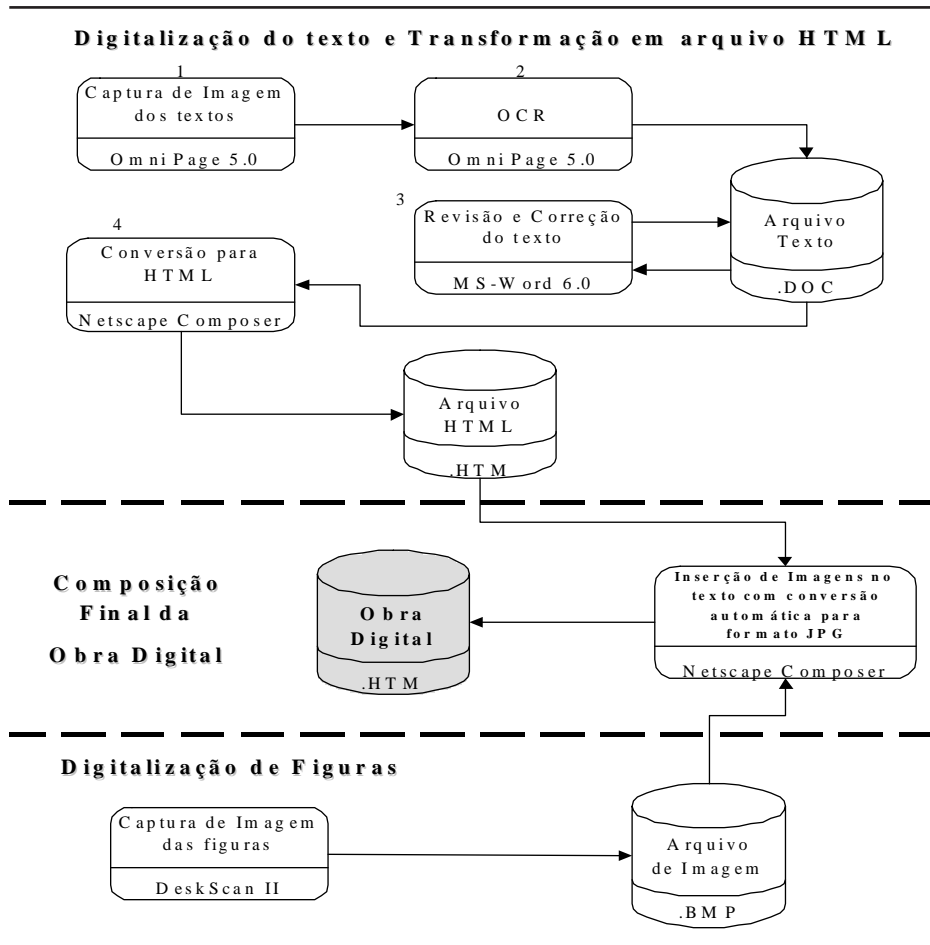 Digitalização do texto e Transformação em arquivo HTML
1
Captura de Imagem
dos textos
OmniPage 5.0
2
OCR
OmniPage 5.0
3
Revisão e Correção
do texto
MS-Word 6.0
Arquivo
Texto
.DOC
4
Conversão para
HTML
Netscape Composer
Arquivo
HTML
.HTM
Composição
Final da
Obra Digital
Obra
Digital
.HTM
Inserção de Imagens no
texto com conversão
automática para
formato JPG
Netscape Composer
Digitalização de Figuras
Captura de Imagem
das figuras
DeskScan II
Arquivo
de Imagem
.BMP